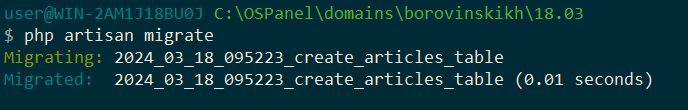 user@WIN-2AM1J18BU0J C:\OSPanel\domains\borovinskikh\18.03
$ php artisan migrate
Migrating: 2024_03_18_095223_create_articles_table
Migrated:  2024_03_18_095223_create_articles_table (0.01 seconds)